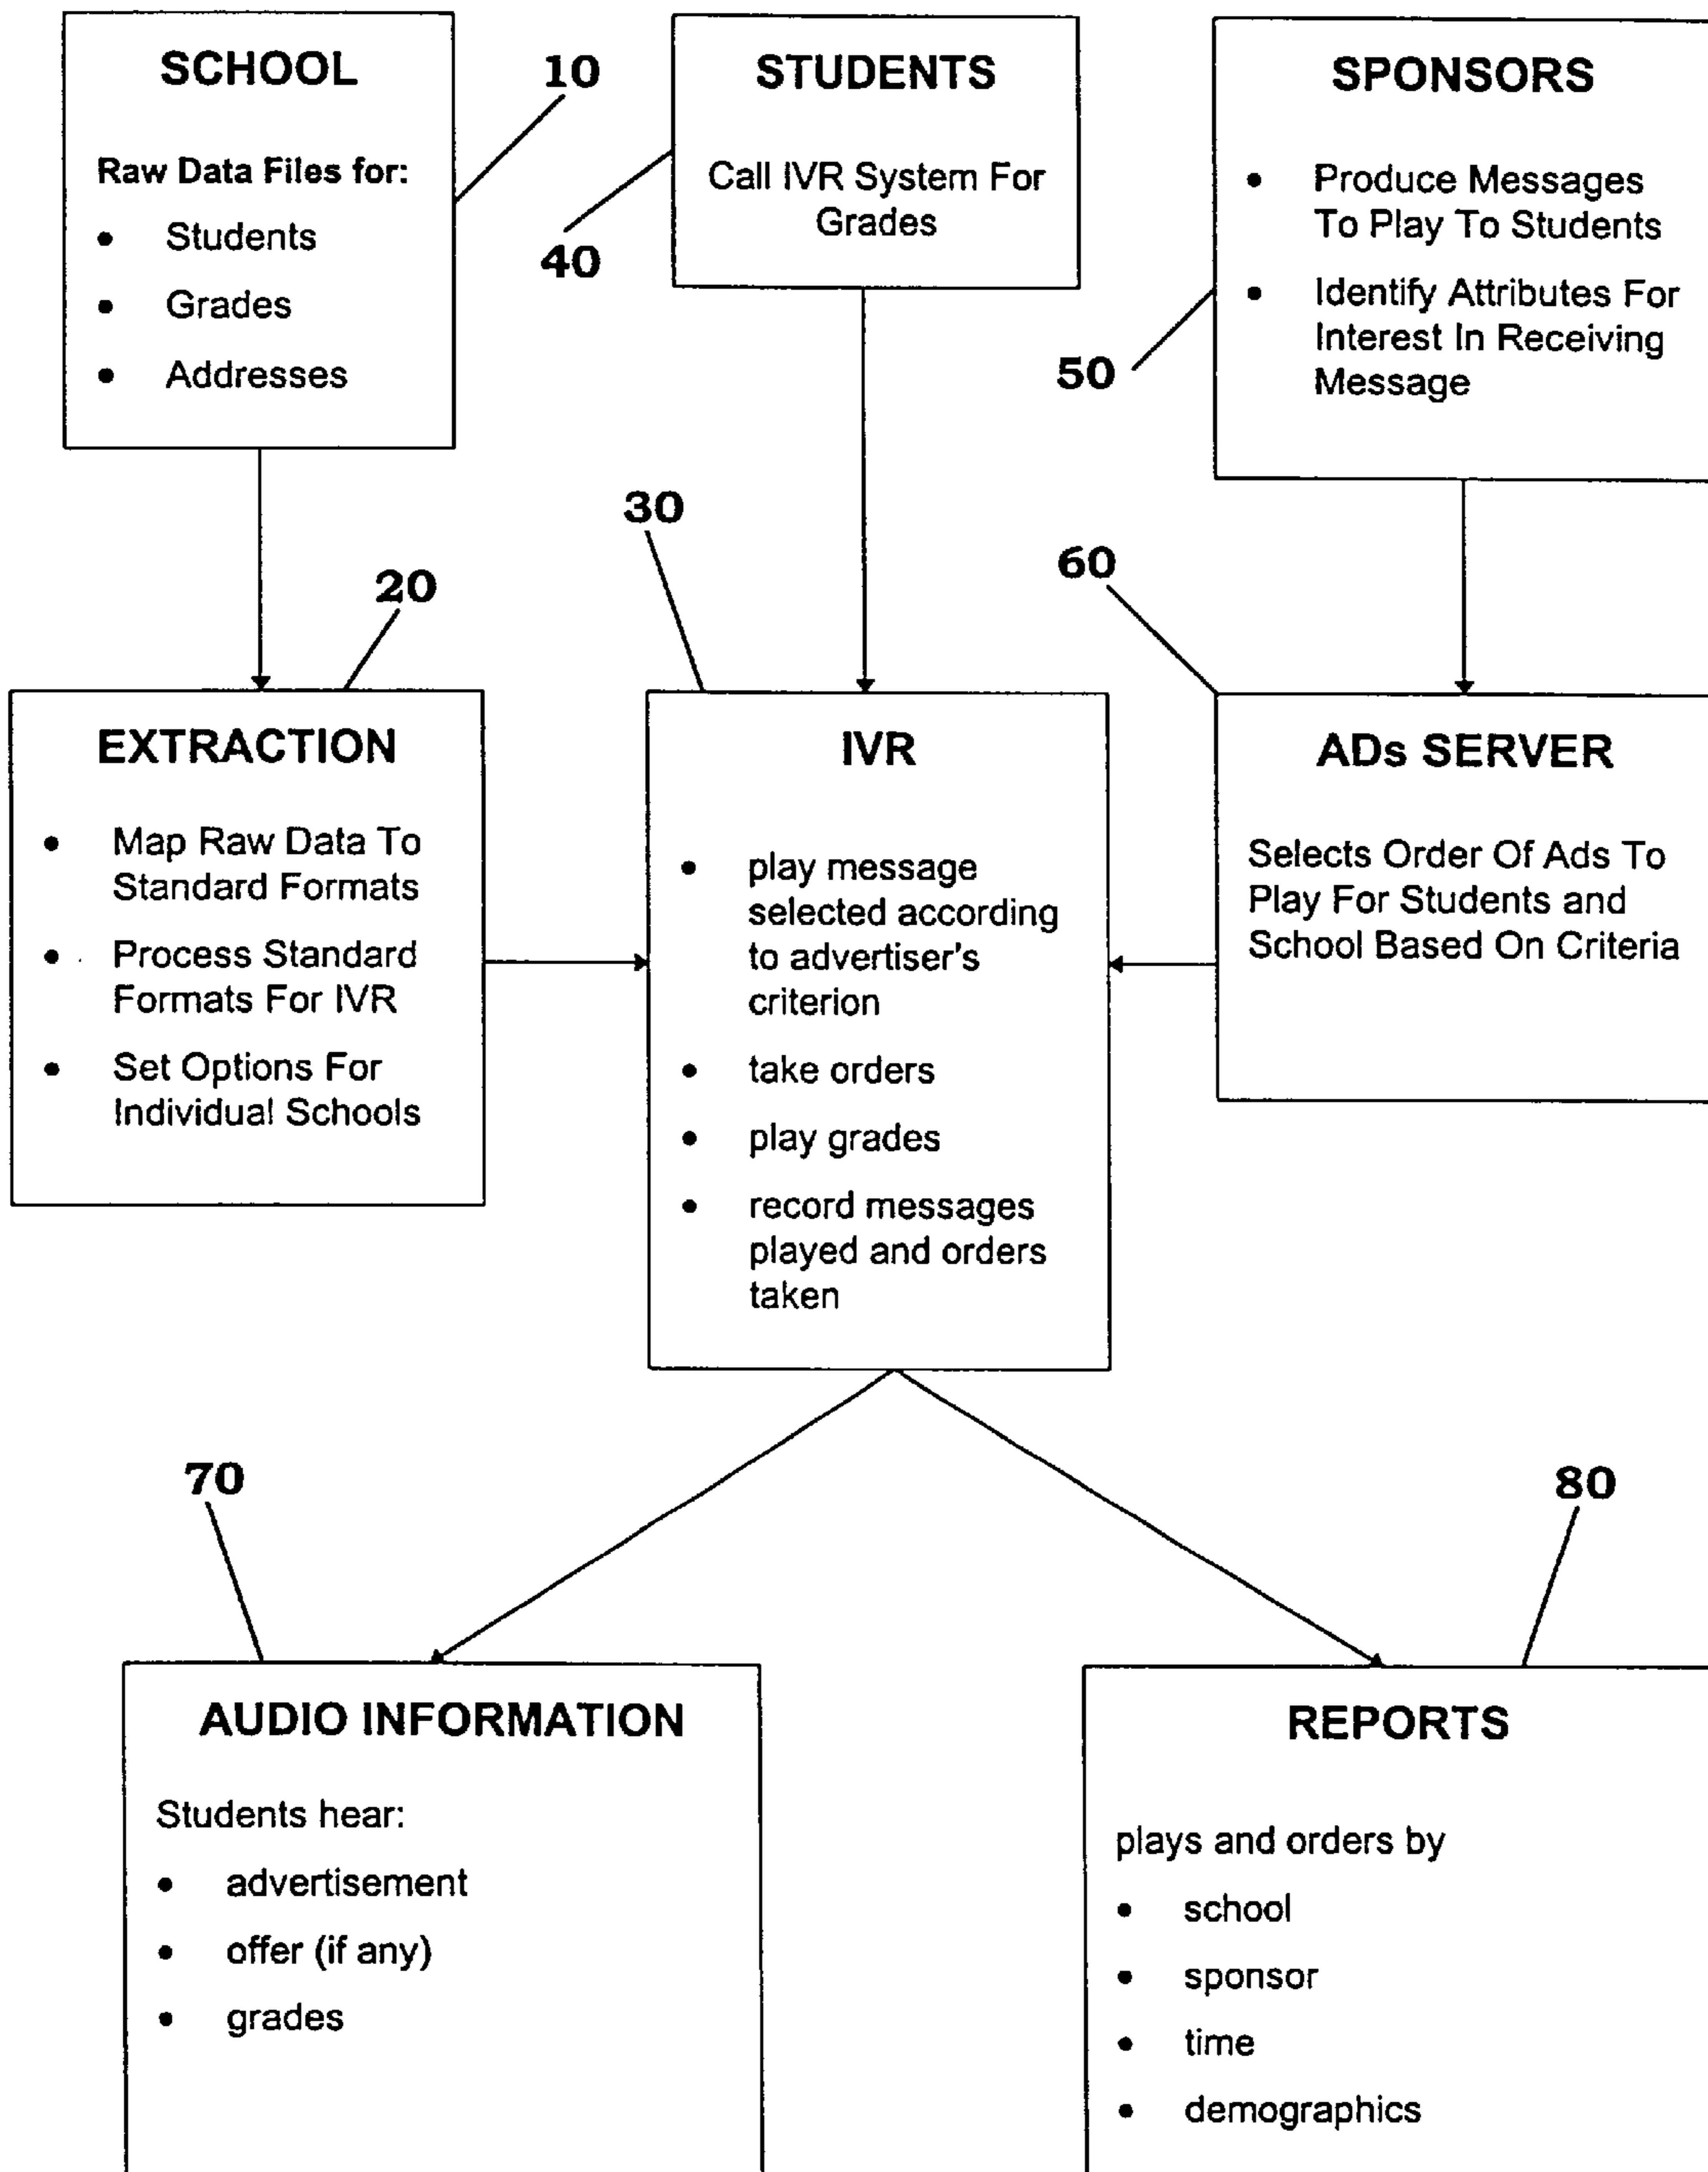 SCHOOL
Raw Data Files for:
• Students
• Grades
• Addresses
10
STUDENTS
Call IVR System For
Grades
40
SPONSORS
• Produce Messages
To Play To Students
• Identify Attributes For
Interest In Receiving
Message
50
20
EXTRACTION
• Map Raw Data To
Standard Formats
• Process Standard
Formats For IVR
• Set Options For
Individual Schools
30
IVR
• play message
selected according
to advertiser's
criterion
• take orders
• play grades
• record messages
played and orders
taken
60
ADs SERVER
Selects Order Of Ads To
Play For Students and
School Based On Criteria
70
AUDIO INFORMATION
Students hear:
• advertisement
• offer (if any)
• grades
80
REPORTS
plays and orders by
• school
• sponsor
• time
• demographics